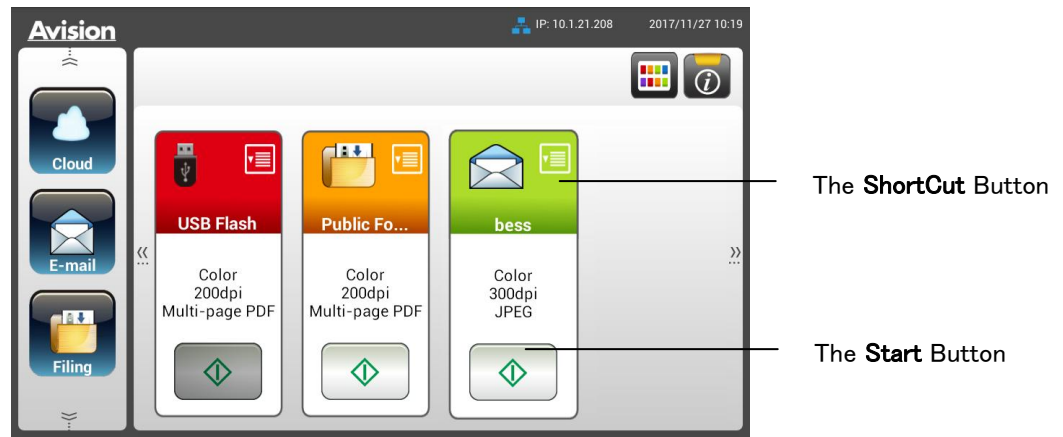 Avision
IP: 10.1.21.208 2017/11/27 10:19
Cloud
E-mail
Filing
USB Flash
Color
200dpi
Multi-page PDF
Public Fo...
Color
200dpi
Multi-page PDF
bess
Color
300dpi
JPEG
The ShortCut Button
The Start Button